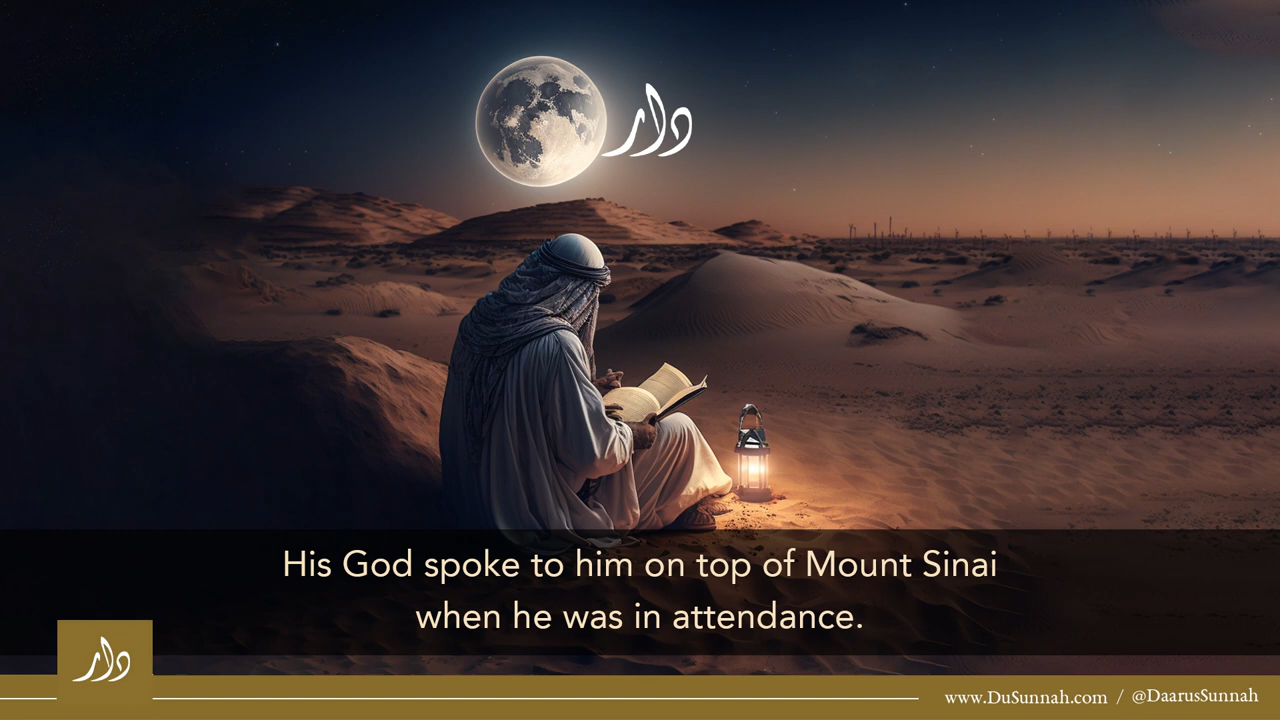 دار
His God spoke to him on top of Mount Sinai
when he was in attendance.
دار
www.DuSunnah.com / @DaarusSunnah